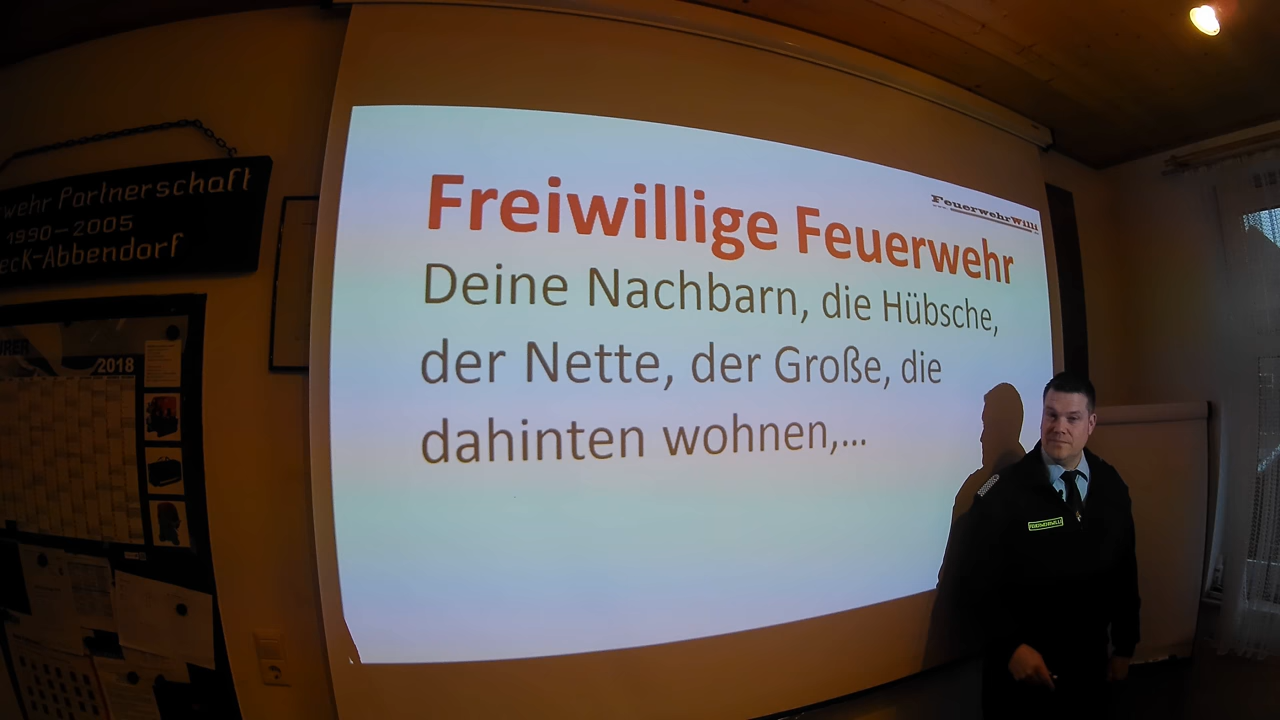 wehr Partnerschaft
1990-2005
eck-Abbendorf
2018
FeuerwehrWilli
Freiwillige Feuerwehr
Deine Nachbarn, die Hübsche,
der Nette, der Große, die
dahinten wohnen,...
FEUERWEHRWILLI